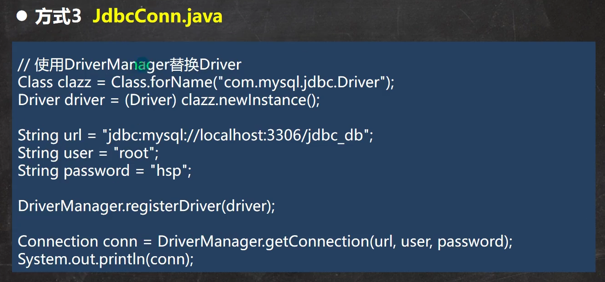 ● 方式3 JdbcConn.java
// 使用DriverManager替换Driver
Class clazz = Class.forName("com.mysql.jdbc.Driver");
Driver driver = (Driver) clazz.newInstance();
String url = "jdbc:mysql://localhost:3306/jdbc_db";
String user = "root";
String password = "hsp";
DriverManager.registerDriver(driver);
Connection conn = DriverManager.getConnection(url, user, password);
System.out.println(conn);